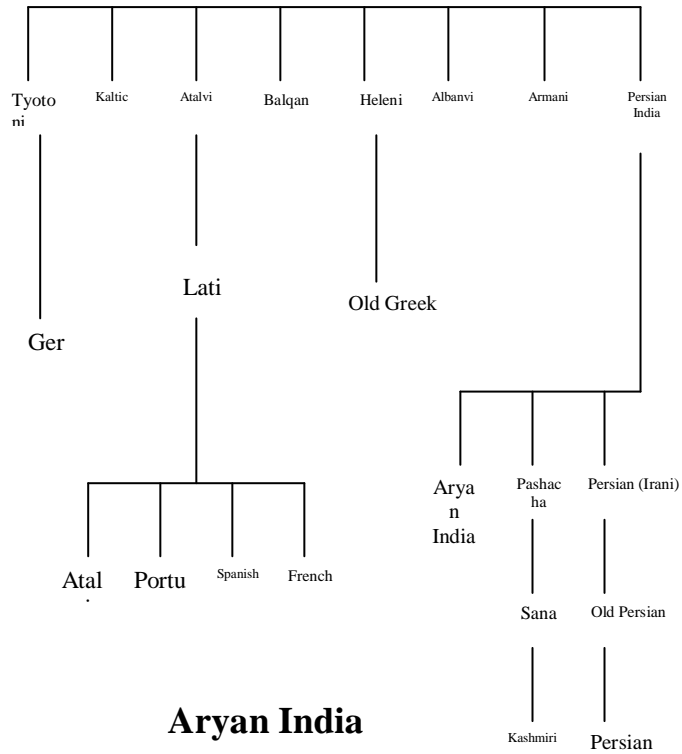 Tyoto
ni
Kaltic
Atalvi
Balqan
Heleni
Albanvi
Armani
Persian
India
Lati
Old Greek
Ger
Arya
n
India
Pashac
ha
Persian (Irani)
Atal
Portu
Spanish
French
Sana
Old Persian
Aryan India
Kashmiri
Persian